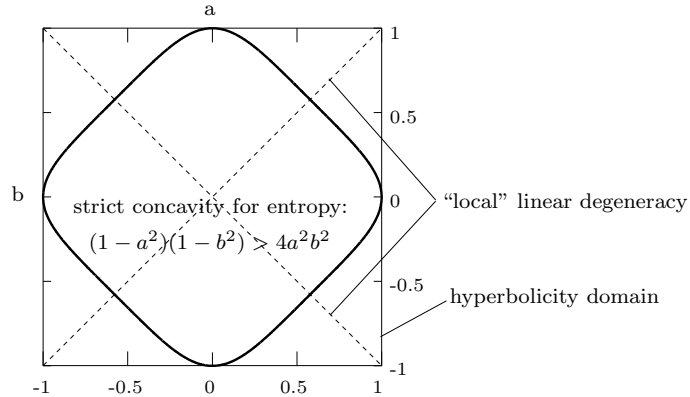 a
1
0.5
b
0
strict concavity for entropy:
“local” linear degeneracy
(1 − a²)(1 − b²) > 4a²b²
-0.5
hyperbolicity domain
-1
-1 -0.5 0 0.5 1